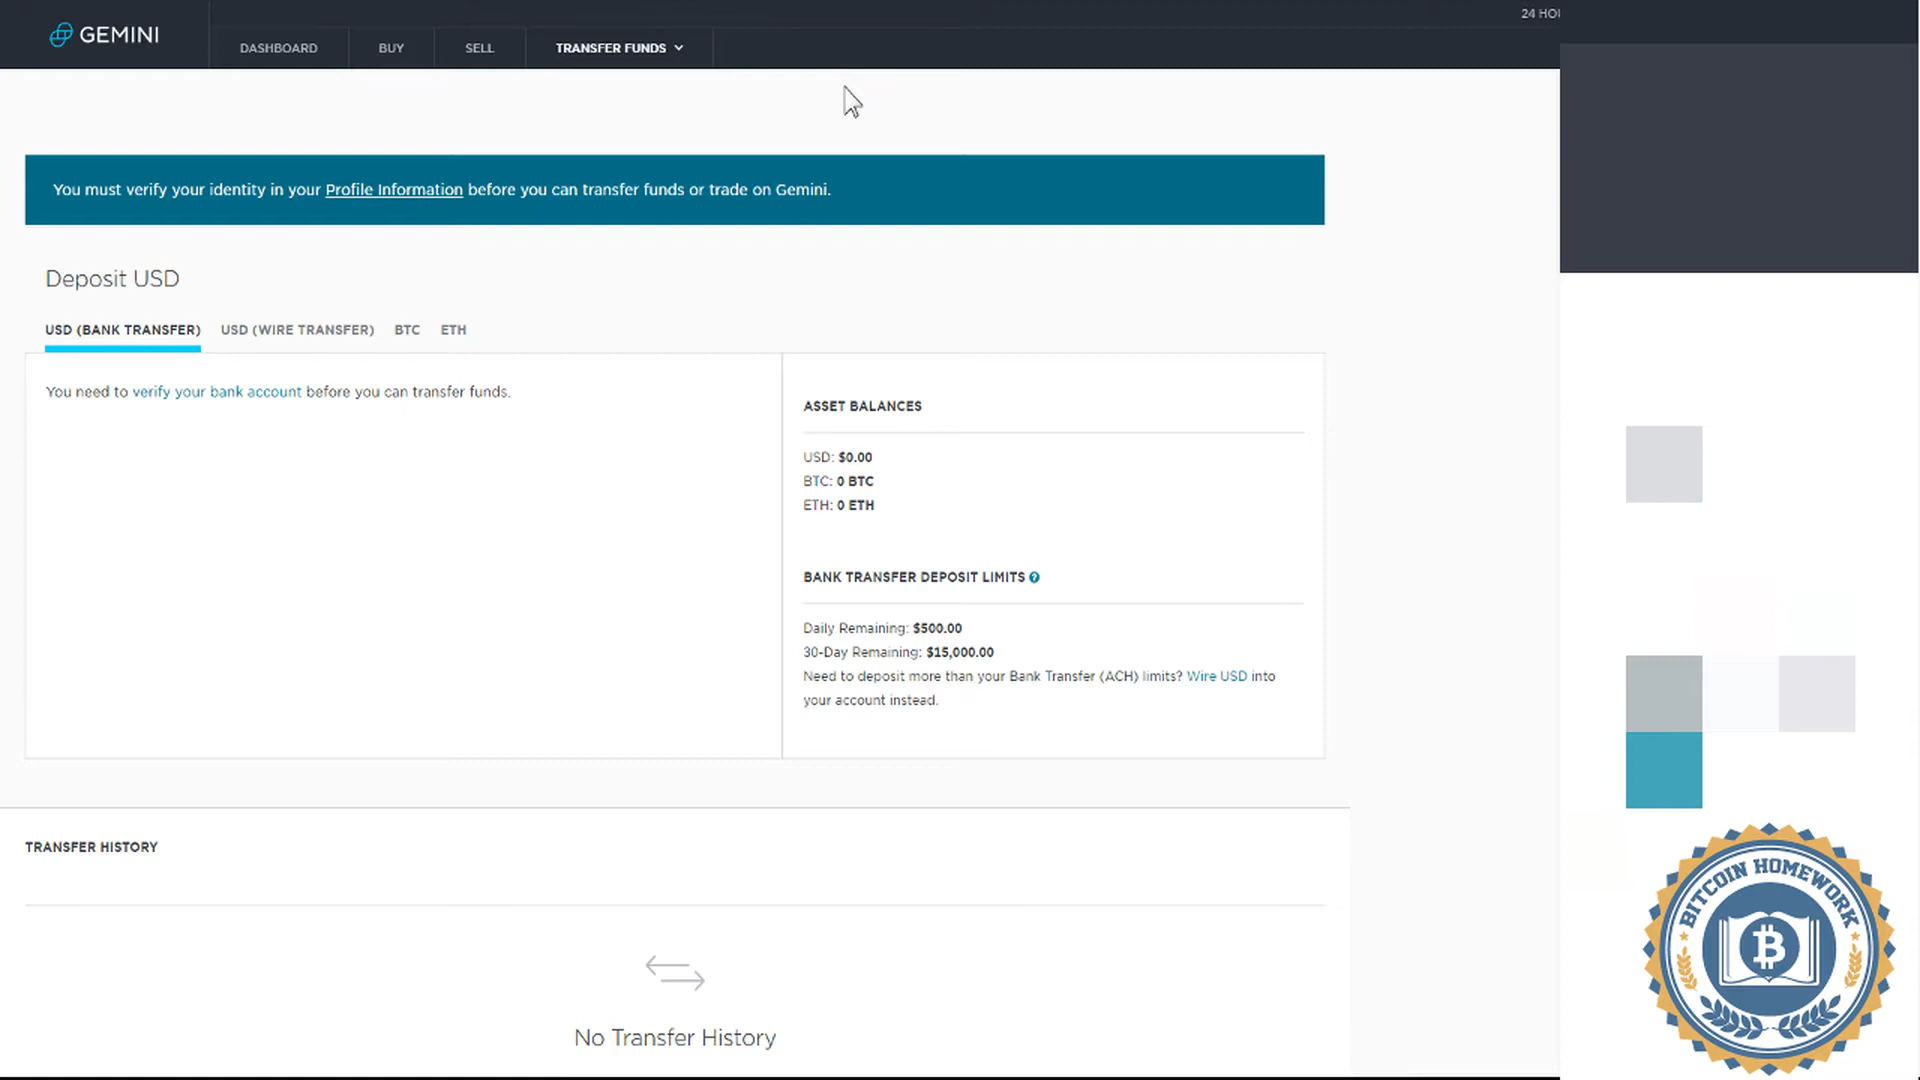 GEMINI
DASHBOARD
BUY
SELL
TRANSFER FUNDS
24 HOU
You must verify your identity in your Profile Information before you can transfer funds or trade on Gemini.
Deposit USD
USD (BANK TRANSFER) USD (WIRE TRANSFER) BTC ETH
You need to verify your bank account before you can transfer funds.
ASSET BALANCES
USD: $0.00
BTC: 0 BTC
ETH: 0 ETH
BANK TRANSFER DEPOSIT LIMITS ?
Daily Remaining: $500.00
30-Day Remaining: $15,000.00
Need to deposit more than your Bank Transfer (ACH) limits? Wire USD into
your account instead.
TRANSFER HISTORY
No Transfer History
BITCOIN HOMEWORK